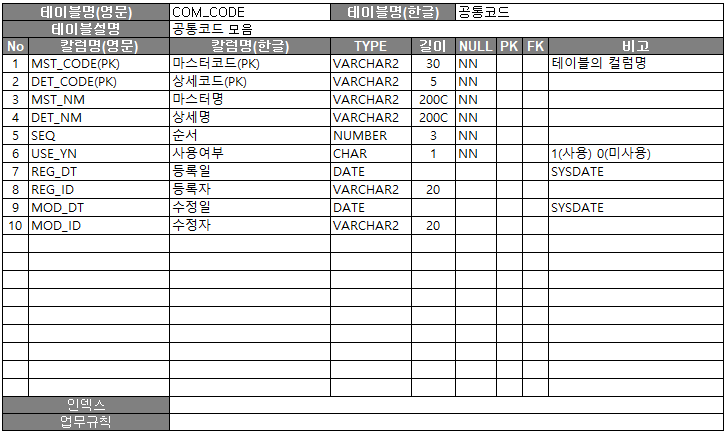 테이블명(영문) COM_CODE 테이블명(한글) 공통코드
테이블설명 공통코드 모음
No 칼럼명(영문) 칼럼명(한글) TYPE 길이 NULL PK FK 비고
1 MST_CODE(PK) 마스터코드(PK) VARCHAR2 30 NN 테이블의 컬럼명
2 DET_CODE(PK) 상세코드(PK) VARCHAR2 5 NN
3 MST_NM 마스터명 VARCHAR2 200C NN
4 DET_NM 상세명 VARCHAR2 200C NN
5 SEQ 순서 NUMBER 3 NN
6 USE_YN 사용여부 CHAR 1 NN 1(사용) 0(미사용)
7 REG_DT 등록일 DATE SYSDATE
8 REG_ID 등록자 VARCHAR2 20
9 MOD_DT 수정일 DATE SYSDATE
10 MOD_ID 수정자 VARCHAR2 20
인덱스
업무규칙